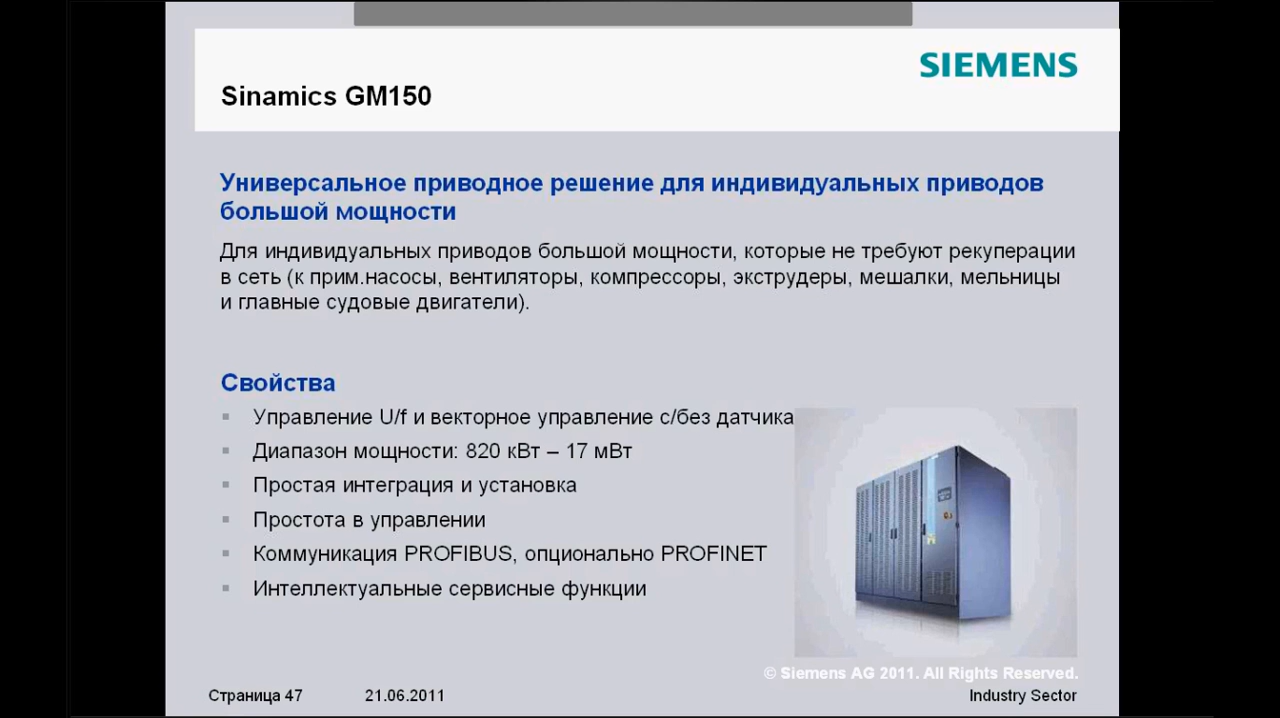 SIEMENS
Sinamics GM150
Универсальное приводное решение для индивидуальных приводов
большой мощности
Для индивидуальных приводов большой мощности, которые не требуют рекуперации
в сеть (к прим.насосы, вентиляторы, компрессоры, экструдеры, мешалки, мельницы
и главные судовые двигатели).
Свойства
▪ Управление U/f и векторное управление с/без датчика
▪ Диапазон мощности: 820 кВт – 17 мВт
▪ Простая интеграция и установка
▪ Простота в управлении
▪ Коммуникация PROFIBUS, опционально PROFINET
▪ Интеллектуальные сервисные функции
© Siemens AG 2011. All Rights Reserved.
Страница 47 21.06.2011 Industry Sector